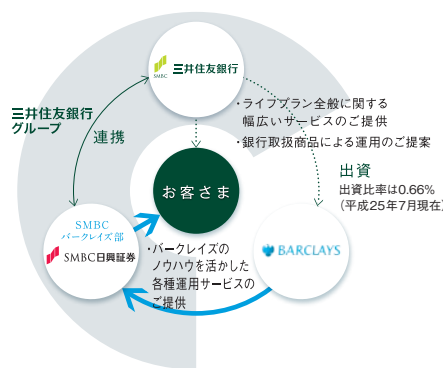 SMBC
三井住友銀行
三井住友銀行
グループ
連携
・ライフプラン全般に関する
幅広いサービスのご提供
・銀行取扱商品による運用のご提案
出資
出資比率は0.66%
（平成25年7月現在）
お客さま
SMBC
バークレイズ部
SMBC日興証券
・バークレイズの
ノウハウを活かした
各種運用サービスの
ご提供
BARCLAYS